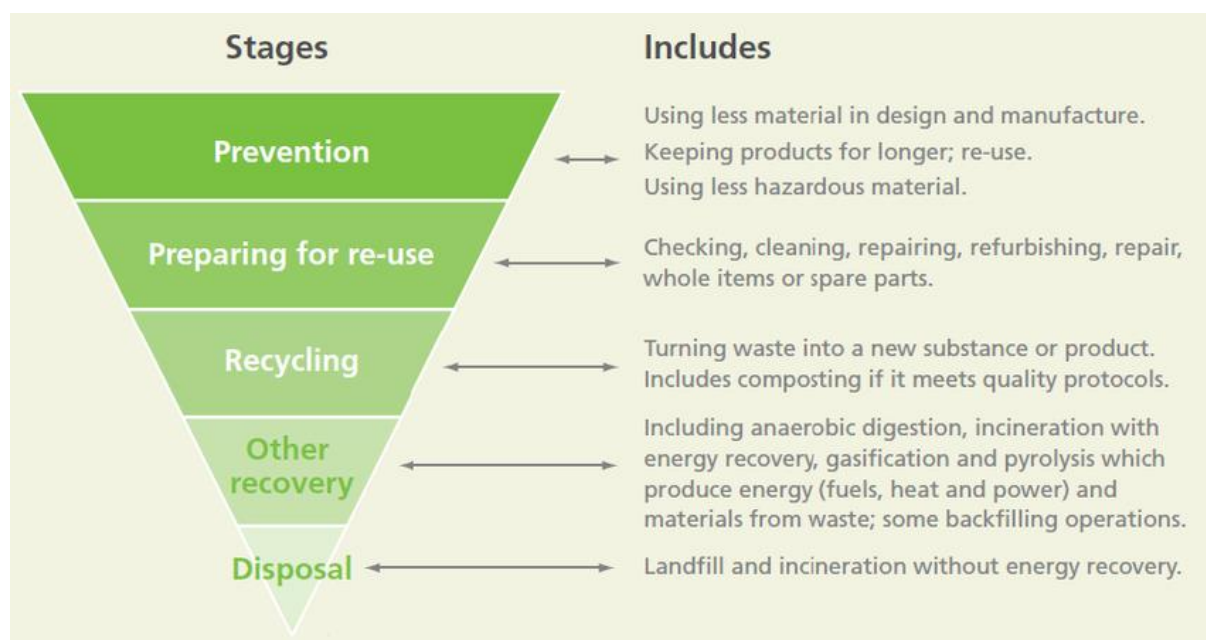 Stages
Includes
Prevention
Using less material in design and manufacture.
Keeping products for longer; re-use.
Using less hazardous material.
Preparing for re-use
Checking, cleaning, repairing, refurbishing, repair,
whole items or spare parts.
Recycling
Turning waste into a new substance or product.
Includes composting if it meets quality protocols.
Other
recovery
Including anaerobic digestion, incineration with
energy recovery, gasification and pyrolysis which
produce energy (fuels, heat and power) and
materials from waste; some backfilling operations.
Disposal
Landfill and incineration without energy recovery.